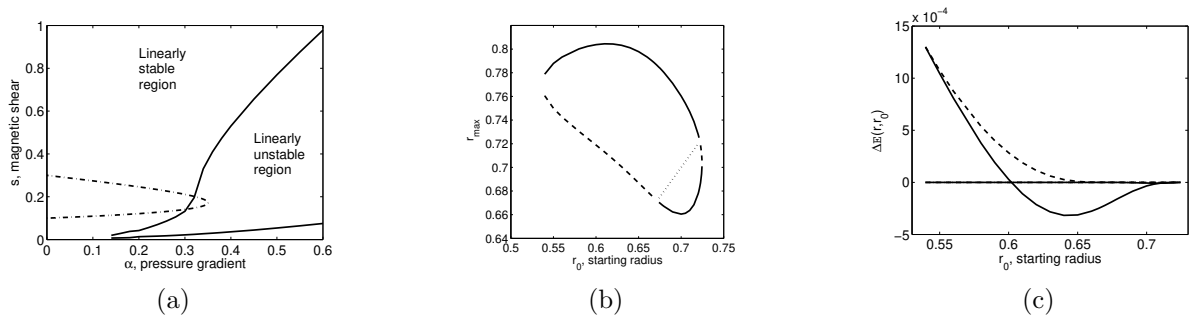 1
0.8
0.6
0.4
0.2
0
s, magnetic shear
Linearly
stable
region
Linearly
unstable
region
0 0.1 0.2 0.3 0.4 0.5 0.6
α, pressure gradient
(a)
0.8
0.78
0.76
0.74
0.72
0.7
0.68
0.66
0.64
r_max
0.5 0.55 0.6 0.65 0.7 0.75
r_0, starting radius
(b)
x 10^-4
15
10
5
0
−5
ΔE(r,r_0)
0.55 0.6 0.65 0.7
r_0, starting radius
(c)